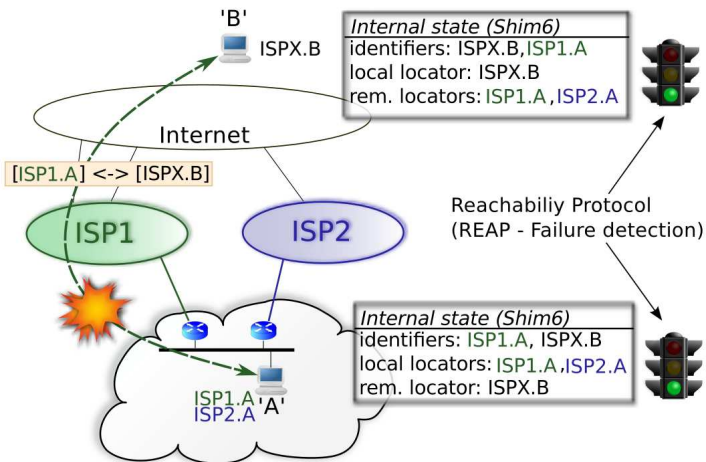 'B'
ISPX.B
Internal state (Shim6)
identifiers: ISPX.B,ISP1.A
local locator: ISPX.B
rem. locators: ISP1.A ,ISP2.A
Internet
[ISP1.A] <-> [ISPX.B]
ISP1
ISP2
Reachabiliy Protocol
(REAP - Failure detection)
Internal state (Shim6)
identifiers: ISP1.A, ISPX.B
local locators: ISP1.A ,ISP2.A
rem. locator: ISPX.B
ISP1.A
ISP2.A
'A'